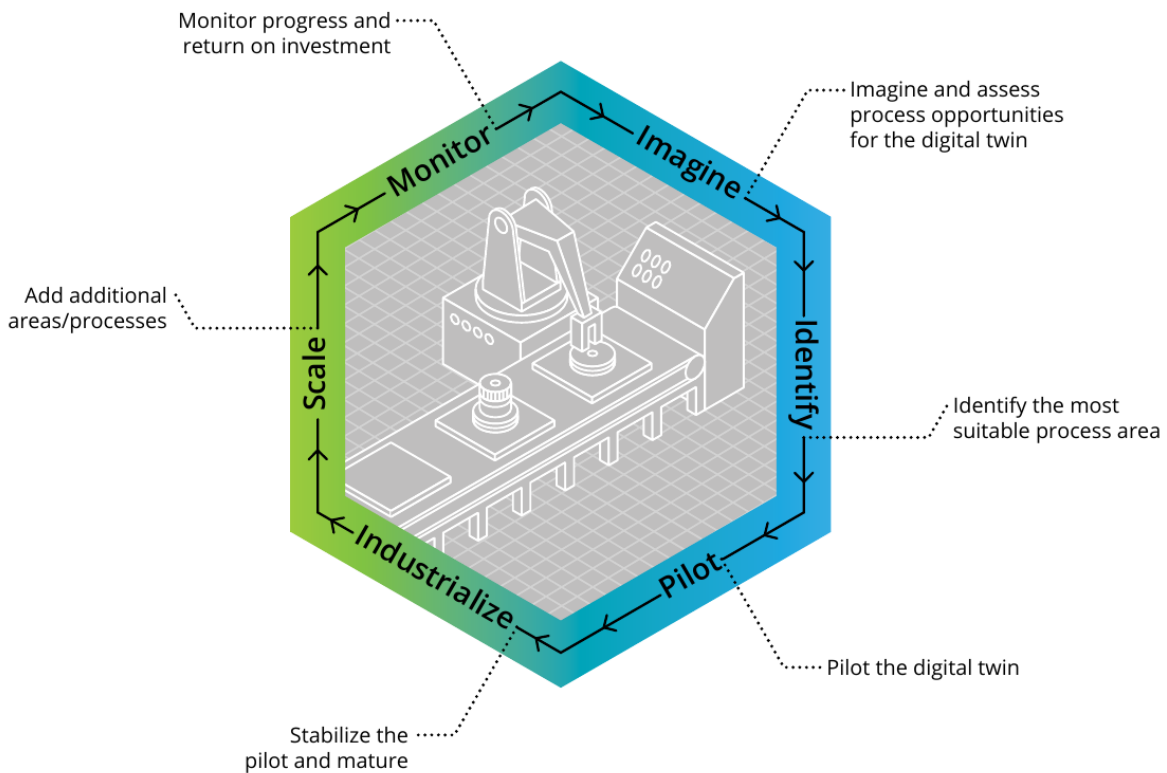 Monitor progress and
return on investment
Imagine and assess
process opportunities
for the digital twin
Monitor
Imagine
Add additional
areas/processes
Scale
Identify
Identify the most
suitable process area
Industrialize
Pilot
Pilot the digital twin
Stabilize the
pilot and mature